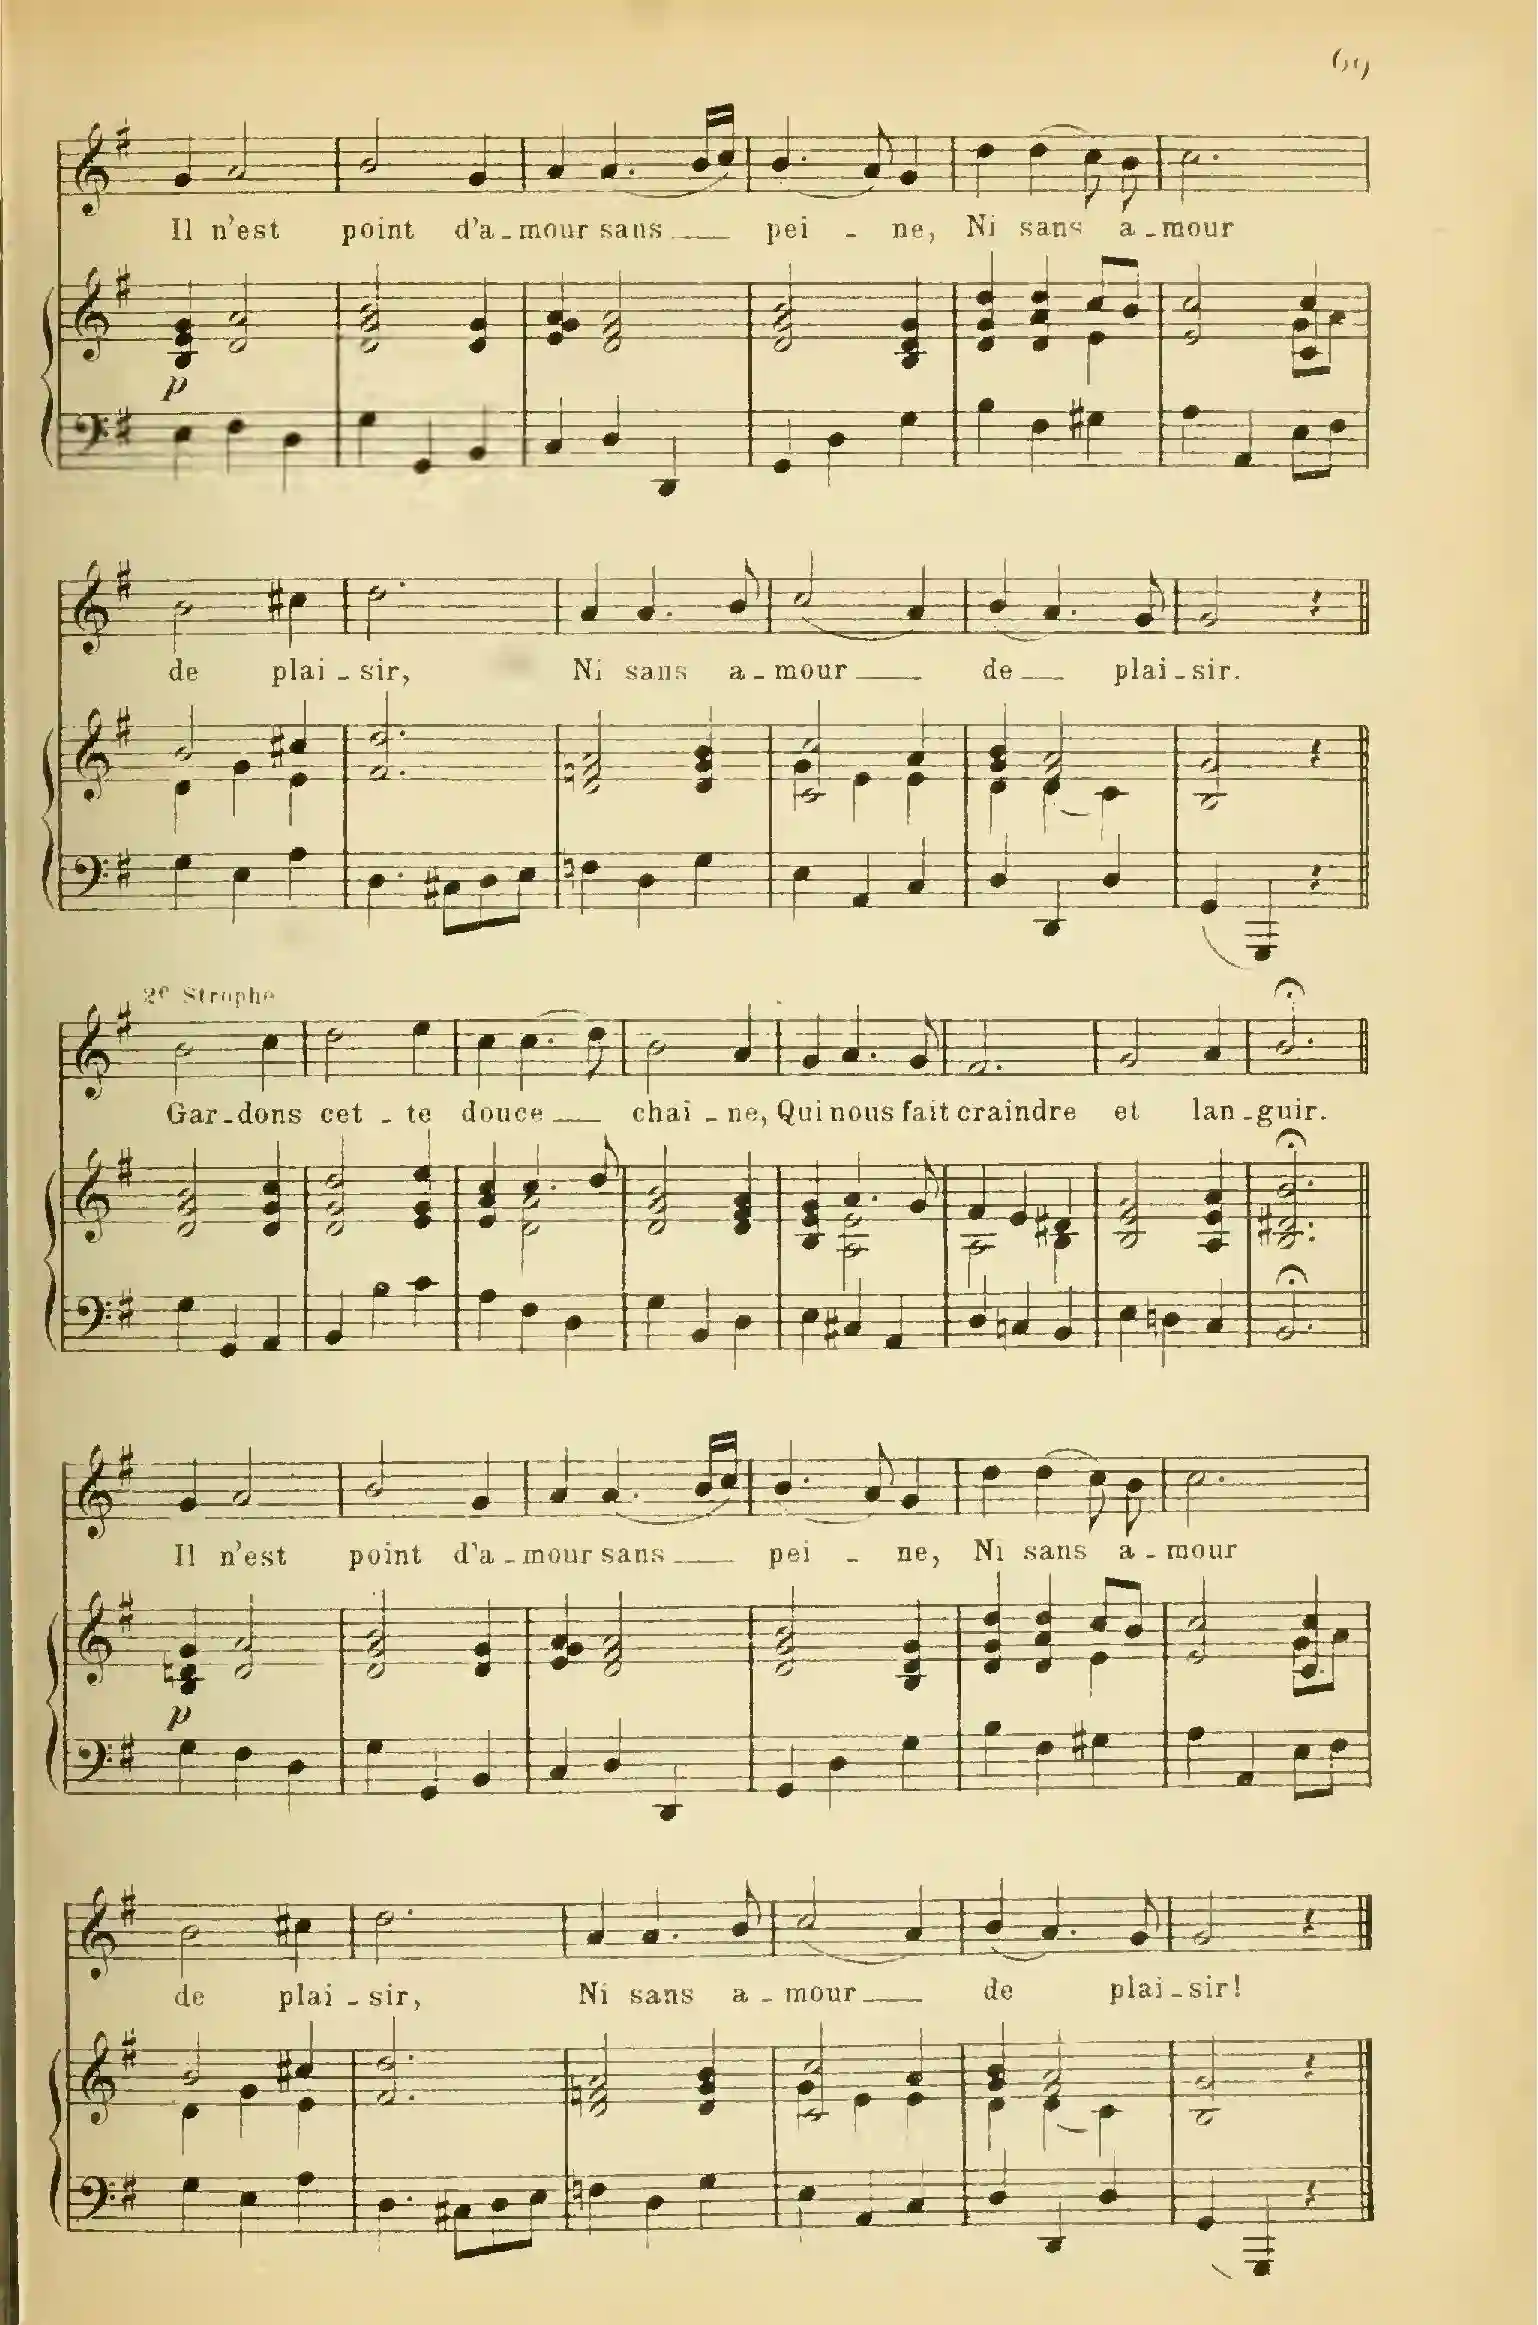 69
Il n'est point d'a-mour sans pei - ne, Ni sans a-mour
p
de plai-sir, Ni sans a-mour de plai-sir.
2e Strophe
Gar-dons cet-te douce chai-ne, Qui nous fait craindre et lan-guir.
Il n'est point d'a-mour sans pei - ne, Ni sans a-mour
p
de plai-sir, Ni sans a-mour de plai-sir!